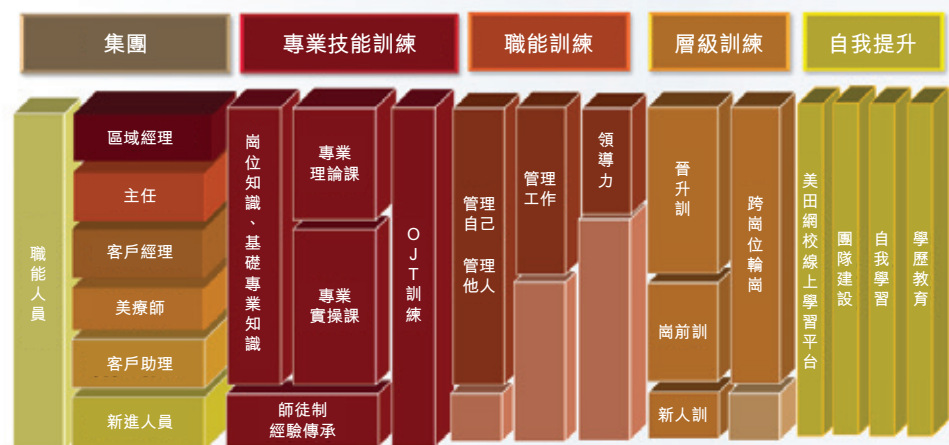 集團
專業技能訓練
職能訓練
層級訓練
自我提升
職能人員
區域經理
主任
客戶經理
美療師
客戶助理
新進人員
崗位知識、基礎專業知識
專業
理論課
專業
實操課
師徒制
經驗傳承
OJT訓練
管理
自己
管理
他人
管理
工作
領導力
晉升訓
崗前訓
新人訓
跨崗位輪崗
美田網校線上學習平台
團隊建設
自我學習
學歷教育